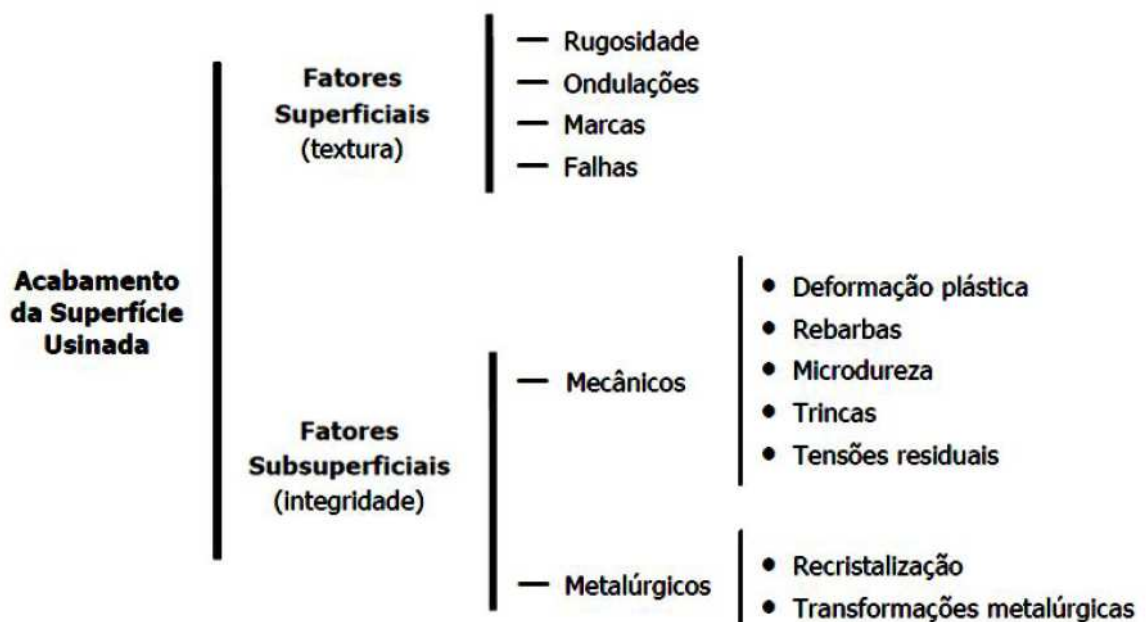 Acabamento
da Superfície
Usinada
Fatores
Superficiais
(textura)
— Rugosidade
— Ondulações
— Marcas
— Falhas
Fatores
Subsuperficiais
(integridade)
— Mecânicos
• Deformação plástica
• Rebarbas
• Microdureza
• Trincas
• Tensões residuais
— Metalúrgicos
• Recristalização
• Transformações metalúrgicas